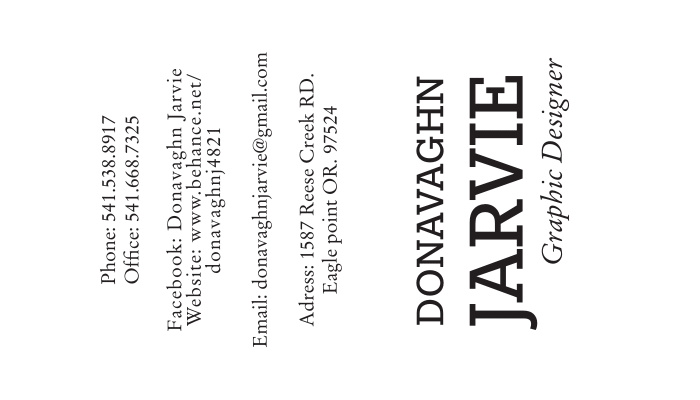 Phone: 541.538.8917
Office: 541.668.7325
Facebook: Donavaghn Jarvie
Website: www.behance.net/
donavaghnj4821
Email: donavaghnjarvie@gmail.com
Adress: 1587 Reese Creek RD.
Eagle point OR. 97524
DONAVAGHN
JARVIE
Graphic Designer